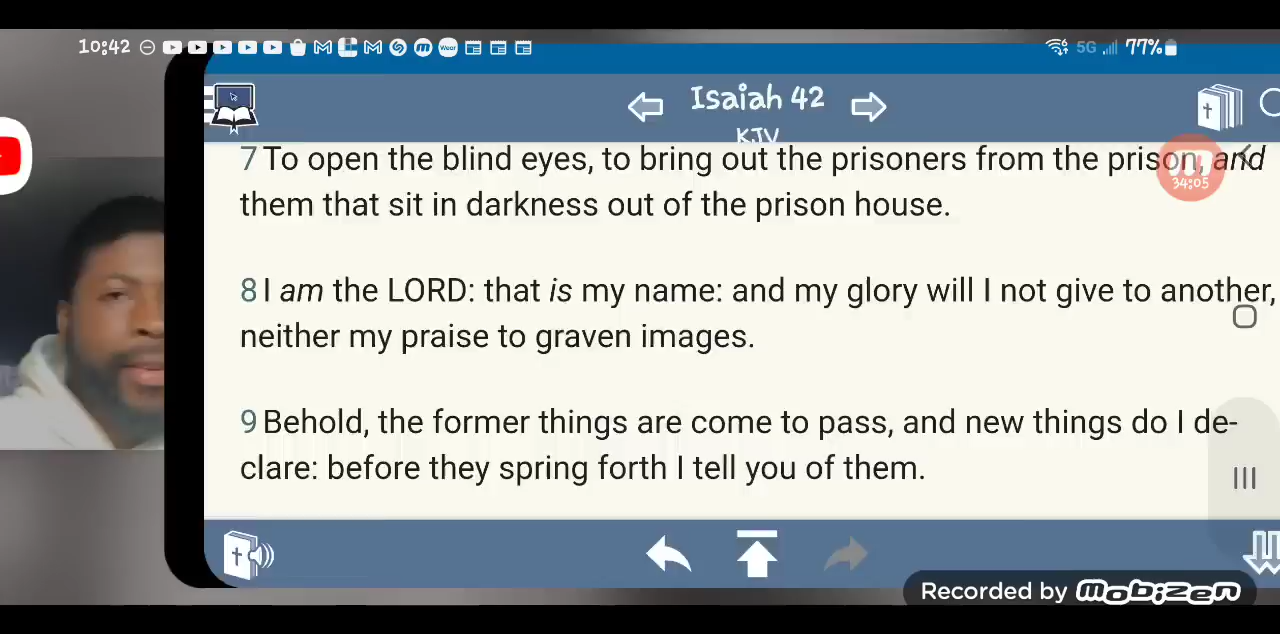 10:42 5G 77%
Isaiah 42
KJV
7 To open the blind eyes, to bring out the prisoners from the prison, and
34:05
them that sit in darkness out of the prison house.
8 I am the LORD: that is my name: and my glory will I not give to another,
neither my praise to graven images.
9 Behold, the former things are come to pass, and new things do I de-
clare: before they spring forth I tell you of them.
Recorded by mobizen